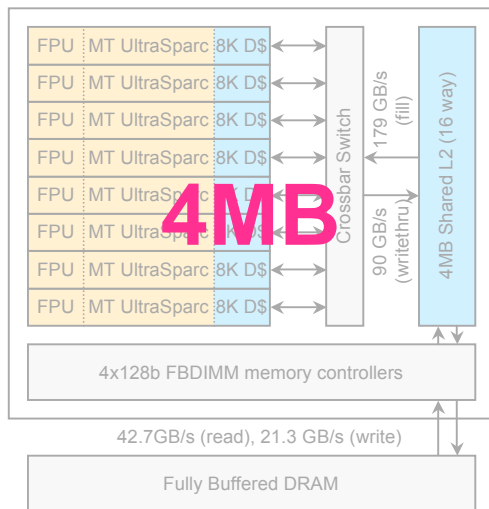 FPU MT UltraSparc 8K D$
FPU MT UltraSparc 8K D$
FPU MT UltraSparc 8K D$
FPU MT UltraSparc 8K D$
FPU MT UltraSparc 8K D$
FPU MT UltraSparc 8K D$
FPU MT UltraSparc 8K D$
FPU MT UltraSparc 8K D$
4MB
Crossbar Switch
179 GB/s
(fill)
90 GB/s
(writethru)
4MB Shared L2 (16 way)
4x128b FBDIMM memory controllers
42.7GB/s (read), 21.3 GB/s (write)
Fully Buffered DRAM